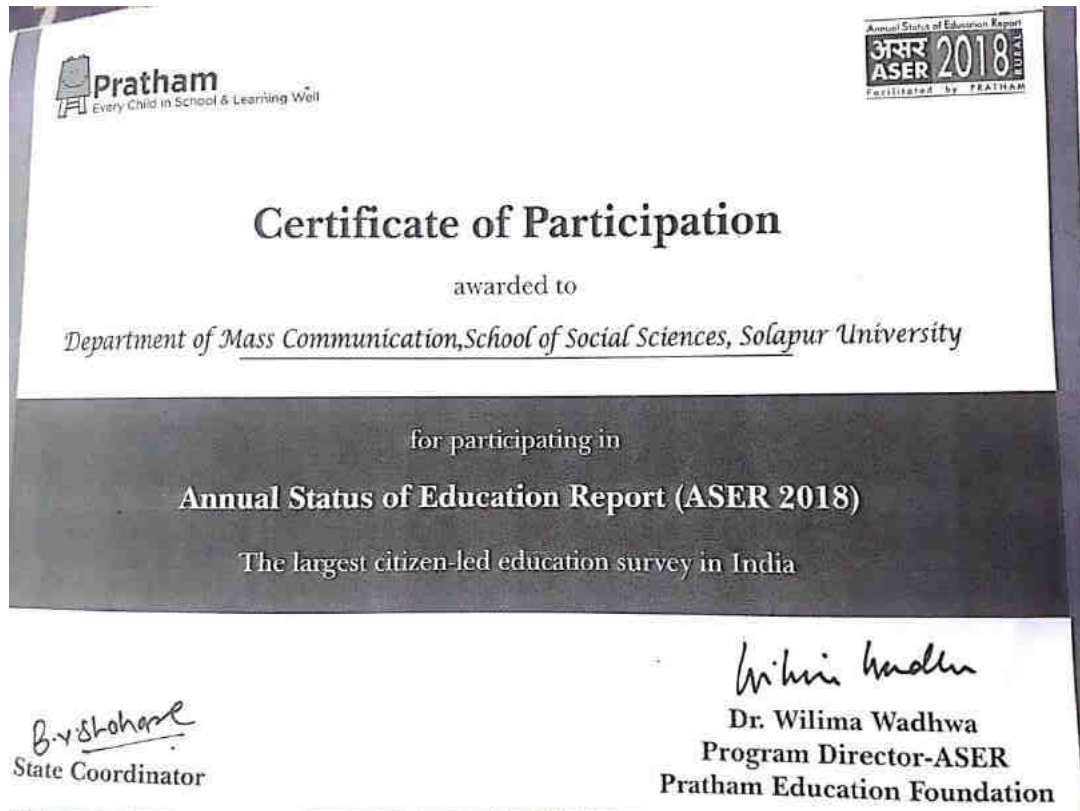 Pratham
Every Child in School & Learning Well
Annual Status of Education Report
असर
ASER 2018 RURAL
Facilitated by PRATHAM
Certificate of Participation
awarded to
Department of Mass Communication,School of Social Sciences, Solapur University
for participating in
Annual Status of Education Report (ASER 2018)
The largest citizen-led education survey in India
State Coordinator
Dr. Wilima Wadhwa
Program Director-ASER
Pratham Education Foundation